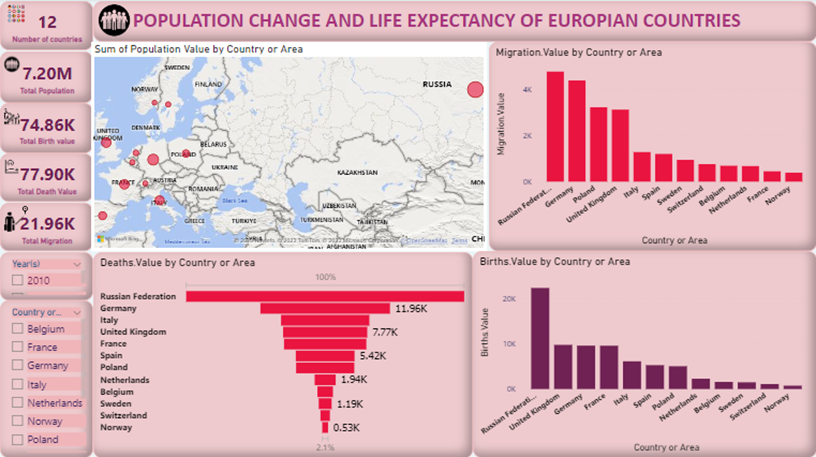 POPULATION CHANGE AND LIFE EXPECTANCY OF EUROPIAN COUNTRIES
12
Number of countries
7.20M
Total Population
74.86K
Total Birth value
77.90K
Total Death Value
21.96K
Total Migration
Year(s)
2010
Country or...
Belgium
France
Germany
Italy
Netherlands
Norway
Poland
Sum of Population Value by Country or Area
SWEDEN
NORWAY
FINLAND
RUSSIA
UNITED
KINGDOM
DENMARK
POLAND
BELARUS
UKRAINE
FRANCE
AUSTRIA
ROMANIA
KAZAKHSTAN
MON
ITALY
Black Sea
GREECE
TÜRKIYE
UZBEKISTAN
TURKMENISTAN
TAJIKISTAN
SYRIA
AFGHANISTAN
CHI
Mediterranean Sea
Microsoft Bing
OpenStreetMap
Terms
Migration.Value by Country or Area
Migration.Value
4K
2K
0K
Russian Federat...
Germany
Poland
United Kingdom
Italy
Spain
Sweden
Switzerland
Belgium
Netherlands
France
Norway
Country or Area
Deaths.Value by Country or Area
100%
Russian Federation
Germany 11.96K
Italy
United Kingdom 7.77K
France
Spain 5.42K
Poland
Netherlands 1.94K
Belgium
Sweden 1.19K
Switzerland
Norway 0.53K
2.1%
Births.Value by Country or Area
Births.Value
20K
10K
0K
Russian Federati...
United Kingdom
Germany
France
Italy
Spain
Poland
Netherlands
Belgium
Sweden
Switzerland
Norway
Country or Area